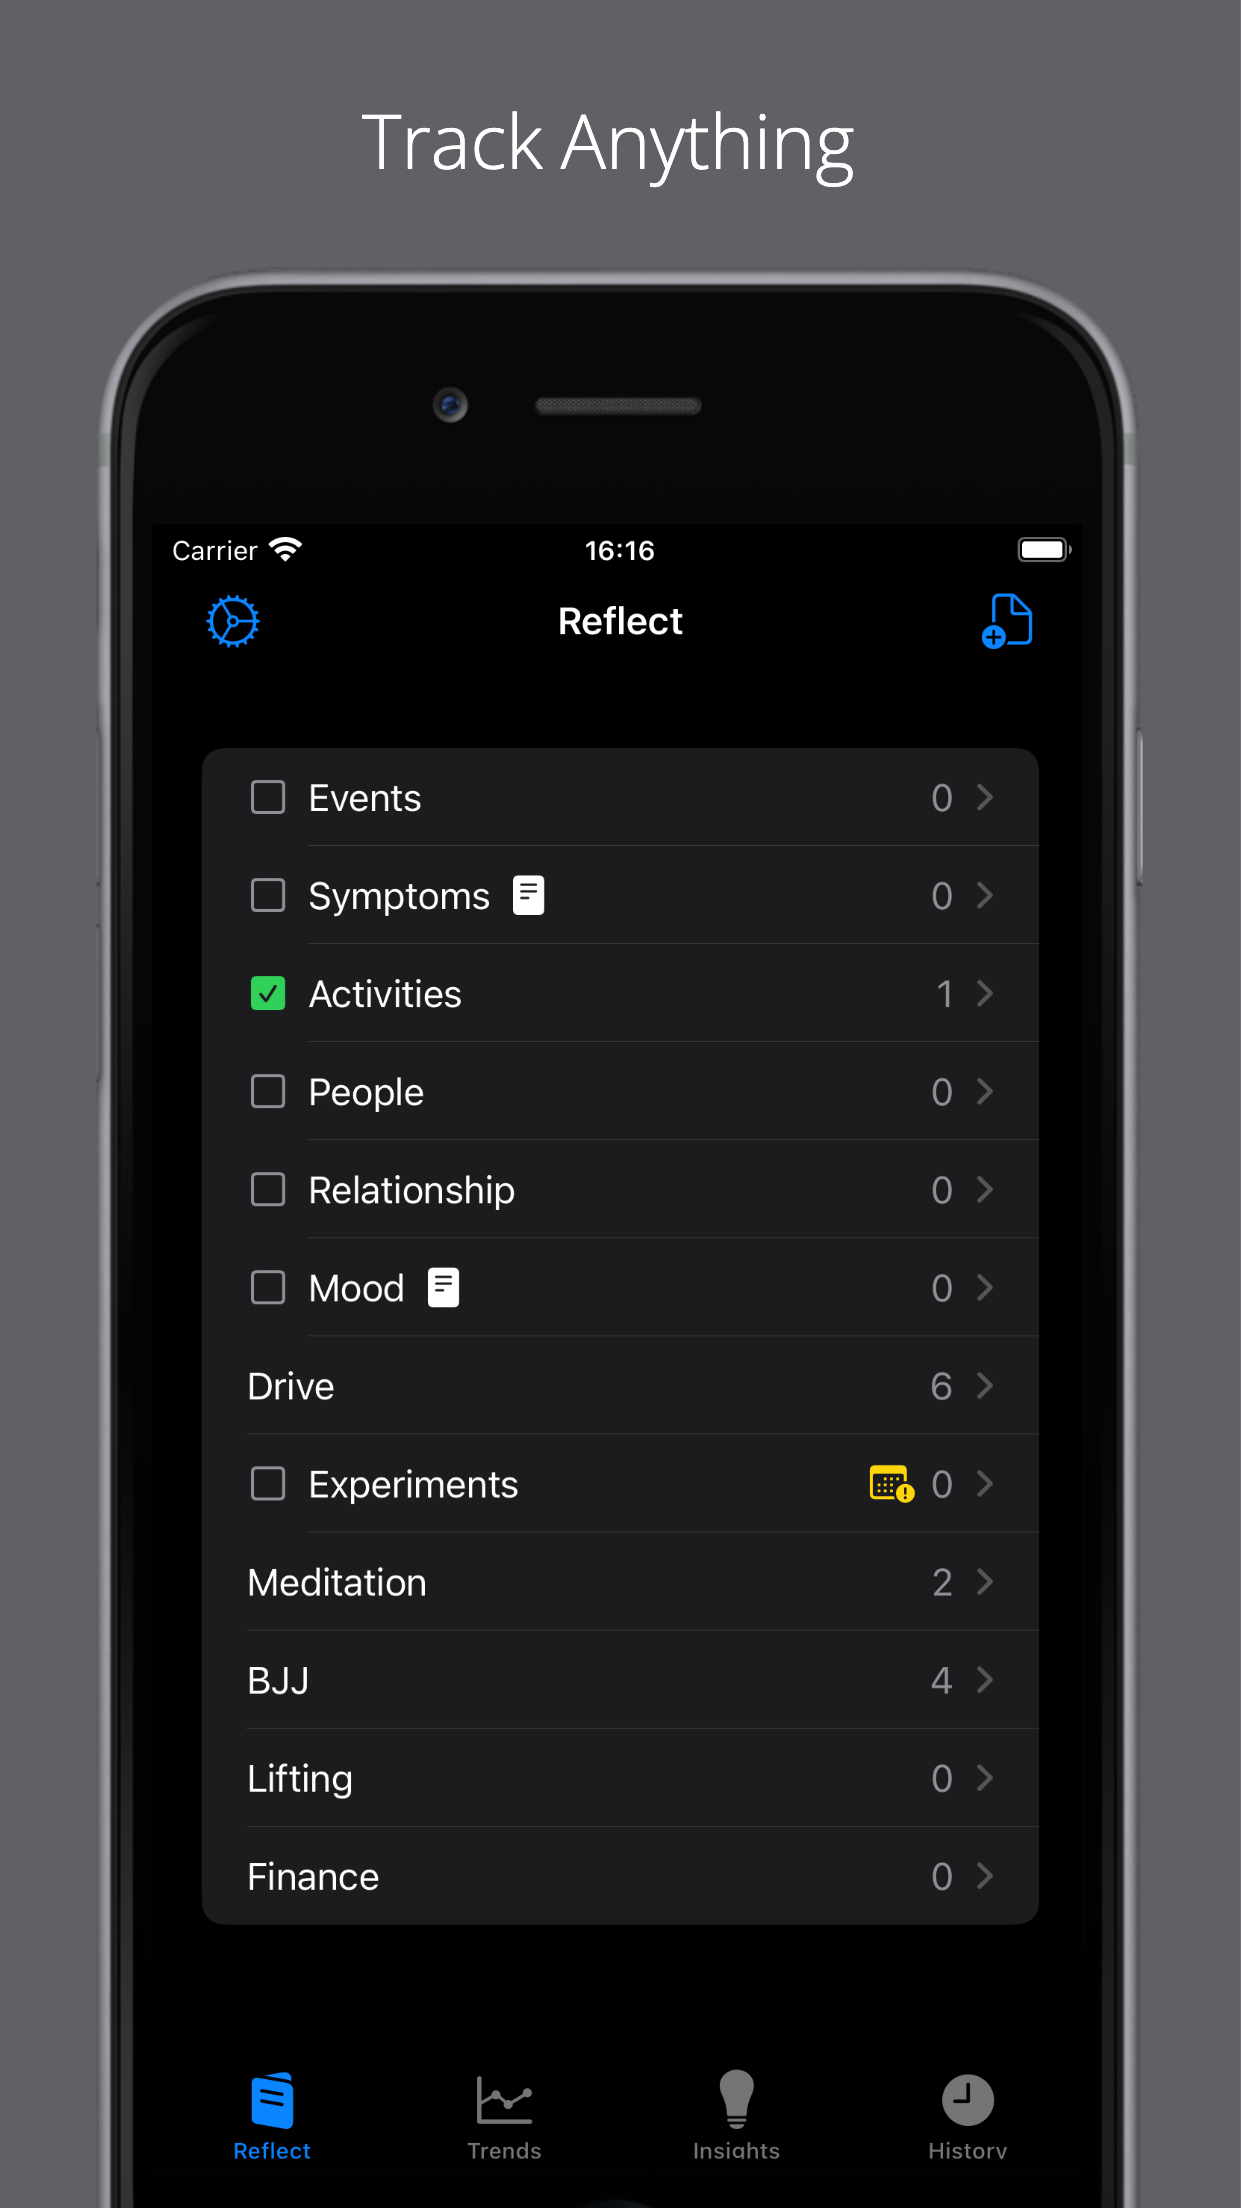 Track Anything
Carrier 16:16
Reflect
Events 0
Symptoms 0
Activities 1
People 0
Relationship 0
Mood 0
Drive 6
Experiments 0
Meditation 2
BJJ 4
Lifting 0
Finance 0
Reflect Trends Insights History